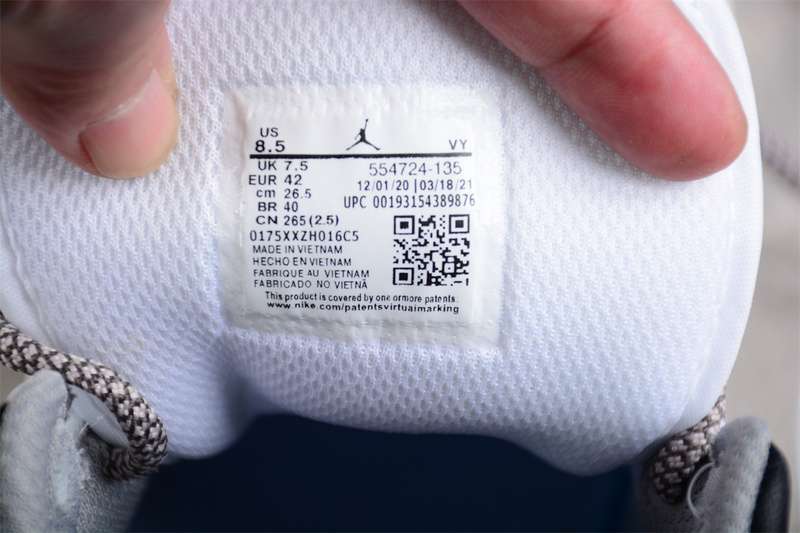 US
8.5 VY
UK 7.5 554724-135
EUR 42 12/01/20 | 03/18/21
cm 26.5 UPC 00193154389876
BR 40
CN 265 (2.5)
0175XXZH016C5
MADE IN VIETNAM
HECHO EN VIETNAM
FABRIQUE AU VIETNAM
FABRICADO NO VIETNÃ
This product is covered by one ormore patents.
www.nike.com/patentsvirtuaimarking